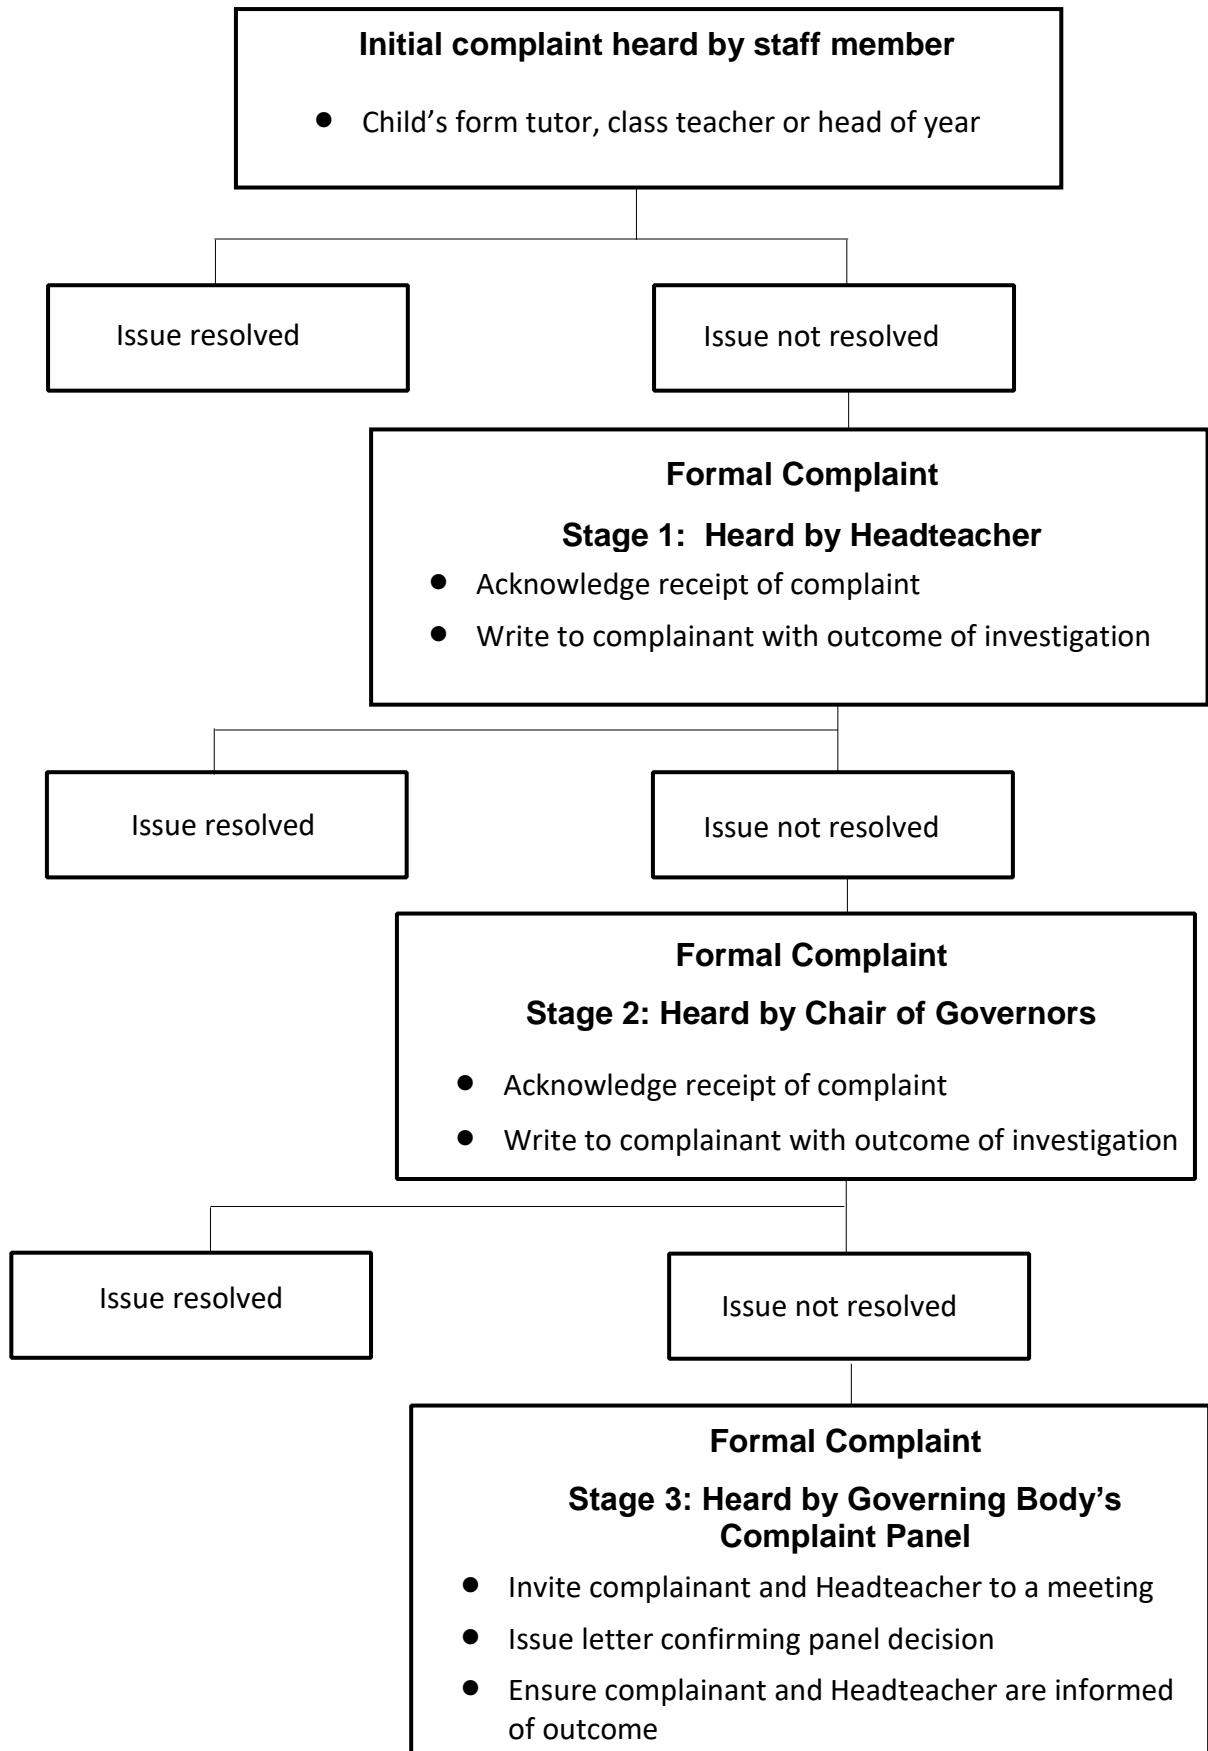 Initial complaint heard by staff member
● Child’s form tutor, class teacher or head of year
Issue resolved
Issue not resolved
Formal Complaint
Stage 1:  Heard by Headteacher
● Acknowledge receipt of complaint
● Write to complainant with outcome of investigation
Issue resolved
Issue not resolved
Formal Complaint
Stage 2: Heard by Chair of Governors
● Acknowledge receipt of complaint
● Write to complainant with outcome of investigation
Issue resolved
Issue not resolved
Formal Complaint
Stage 3: Heard by Governing Body’s
Complaint Panel
● Invite complainant and Headteacher to a meeting
● Issue letter confirming panel decision
● Ensure complainant and Headteacher are informed
of outcome